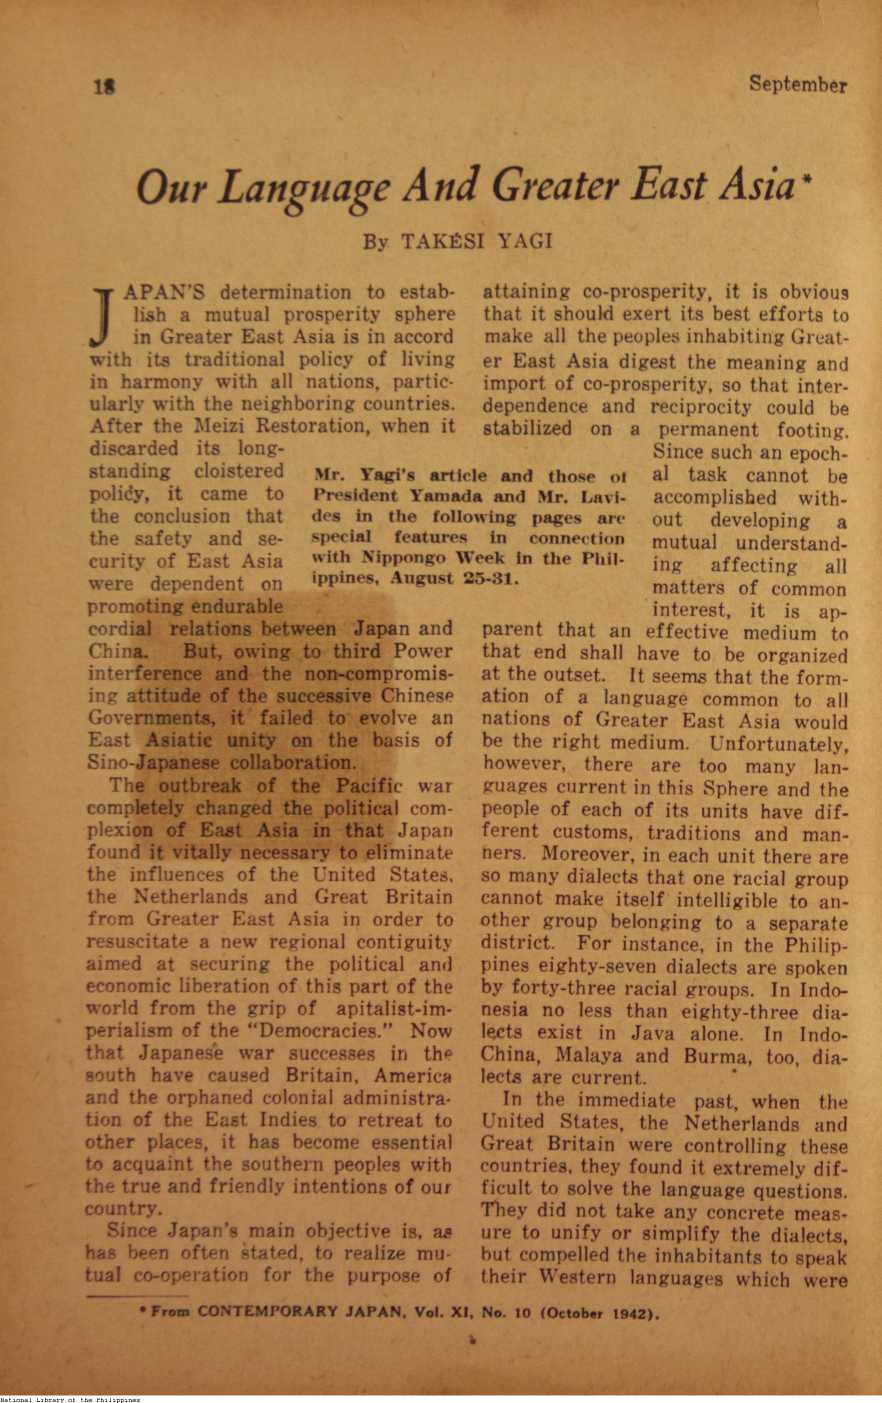 18
September
Our Language And Greater East Asia*
By TAKESI YAGI
JAPAN'S determination to estab-
lish a mutual prosperity sphere
in Greater East Asia is in accord
with its traditional policy of living
in harmony with all nations, partic-
ularly with the neighboring countries.
After the Meizi Restoration, when it
discarded its long-
standing cloistered
policy, it came to
the conclusion that
the safety and se-
curity of East Asia
were dependent on
promoting endurable
cordial relations between Japan and
China. But, owing to third Power
interference and the non-compromis-
ing attitude of the successive Chinese
Governments, it failed to evolve an
East Asiatic unity on the basis of
Sino-Japanese collaboration.
The outbreak of the Pacific war
completely changed the political com-
plexion of East Asia in that Japan
found it vitally necessary to eliminate
the influences of the United States,
the Netherlands and Great Britain
from Greater East Asia in order to
resuscitate a new regional contiguity
aimed at securing the political and
economic liberation of this part of the
world from the grip of apitalist-im-
perialism of the "Democracies." Now
that Japanese war successes in the
south have caused Britain, America
and the orphaned colonial administra-
tion of the East Indies to retreat to
other places, it has become essential
to acquaint the southern peoples with
the true and friendly intentions of our
country.
Since Japan's main objective is, as
has been often stated, to realize mu-
tual co-operation for the purpose of
Mr. Yagi's article and those of
President Yamada and Mr. Lavi-
des in the following pages are
special features in connection
with Nippongo Week in the Phil-
ippines, August 25-31.
attaining co-prosperity, it is obvious
that it should exert its best efforts to
make all the peoples inhabiting Great-
er East Asia digest the meaning and
import of co-prosperity, so that inter-
dependence and reciprocity could be
stabilized on a permanent footing.
Since such an epoch-
al task cannot be
accomplished with-
out developing a
mutual understand-
ing affecting all
matters of common
interest, it is ap-
parent that an effective medium to
that end shall have to be organized
at the outset. It seems that the form-
ation of a language common to all
nations of Greater East Asia would
be the right medium. Unfortunately,
however, there are too many lan-
guages current in this Sphere and the
people of each of its units have dif-
ferent customs, traditions and man-
ners. Moreover, in each unit there are
so many dialects that one racial group
cannot make itself intelligible to an-
other group belonging to a separate
district. For instance, in the Philip-
pines eighty-seven dialects are spoken
by forty-three racial groups. In Indo-
nesia no less than eighty-three dia-
lects exist in Java alone. In Indo-
China, Malaya and Burma, too, dia-
lects are current.
In the immediate past, when the
United States, the Netherlands and
Great Britain were controlling these
countries, they found it extremely dif-
ficult to solve the language questions.
They did not take any concrete meas-
ure to unify or simplify the dialects,
but compelled the inhabitants to speak
their Western languages which were
* From CONTEMPORARY JAPAN, Vol. XI, No. 10 (October 1942).
National Library of the Philippines